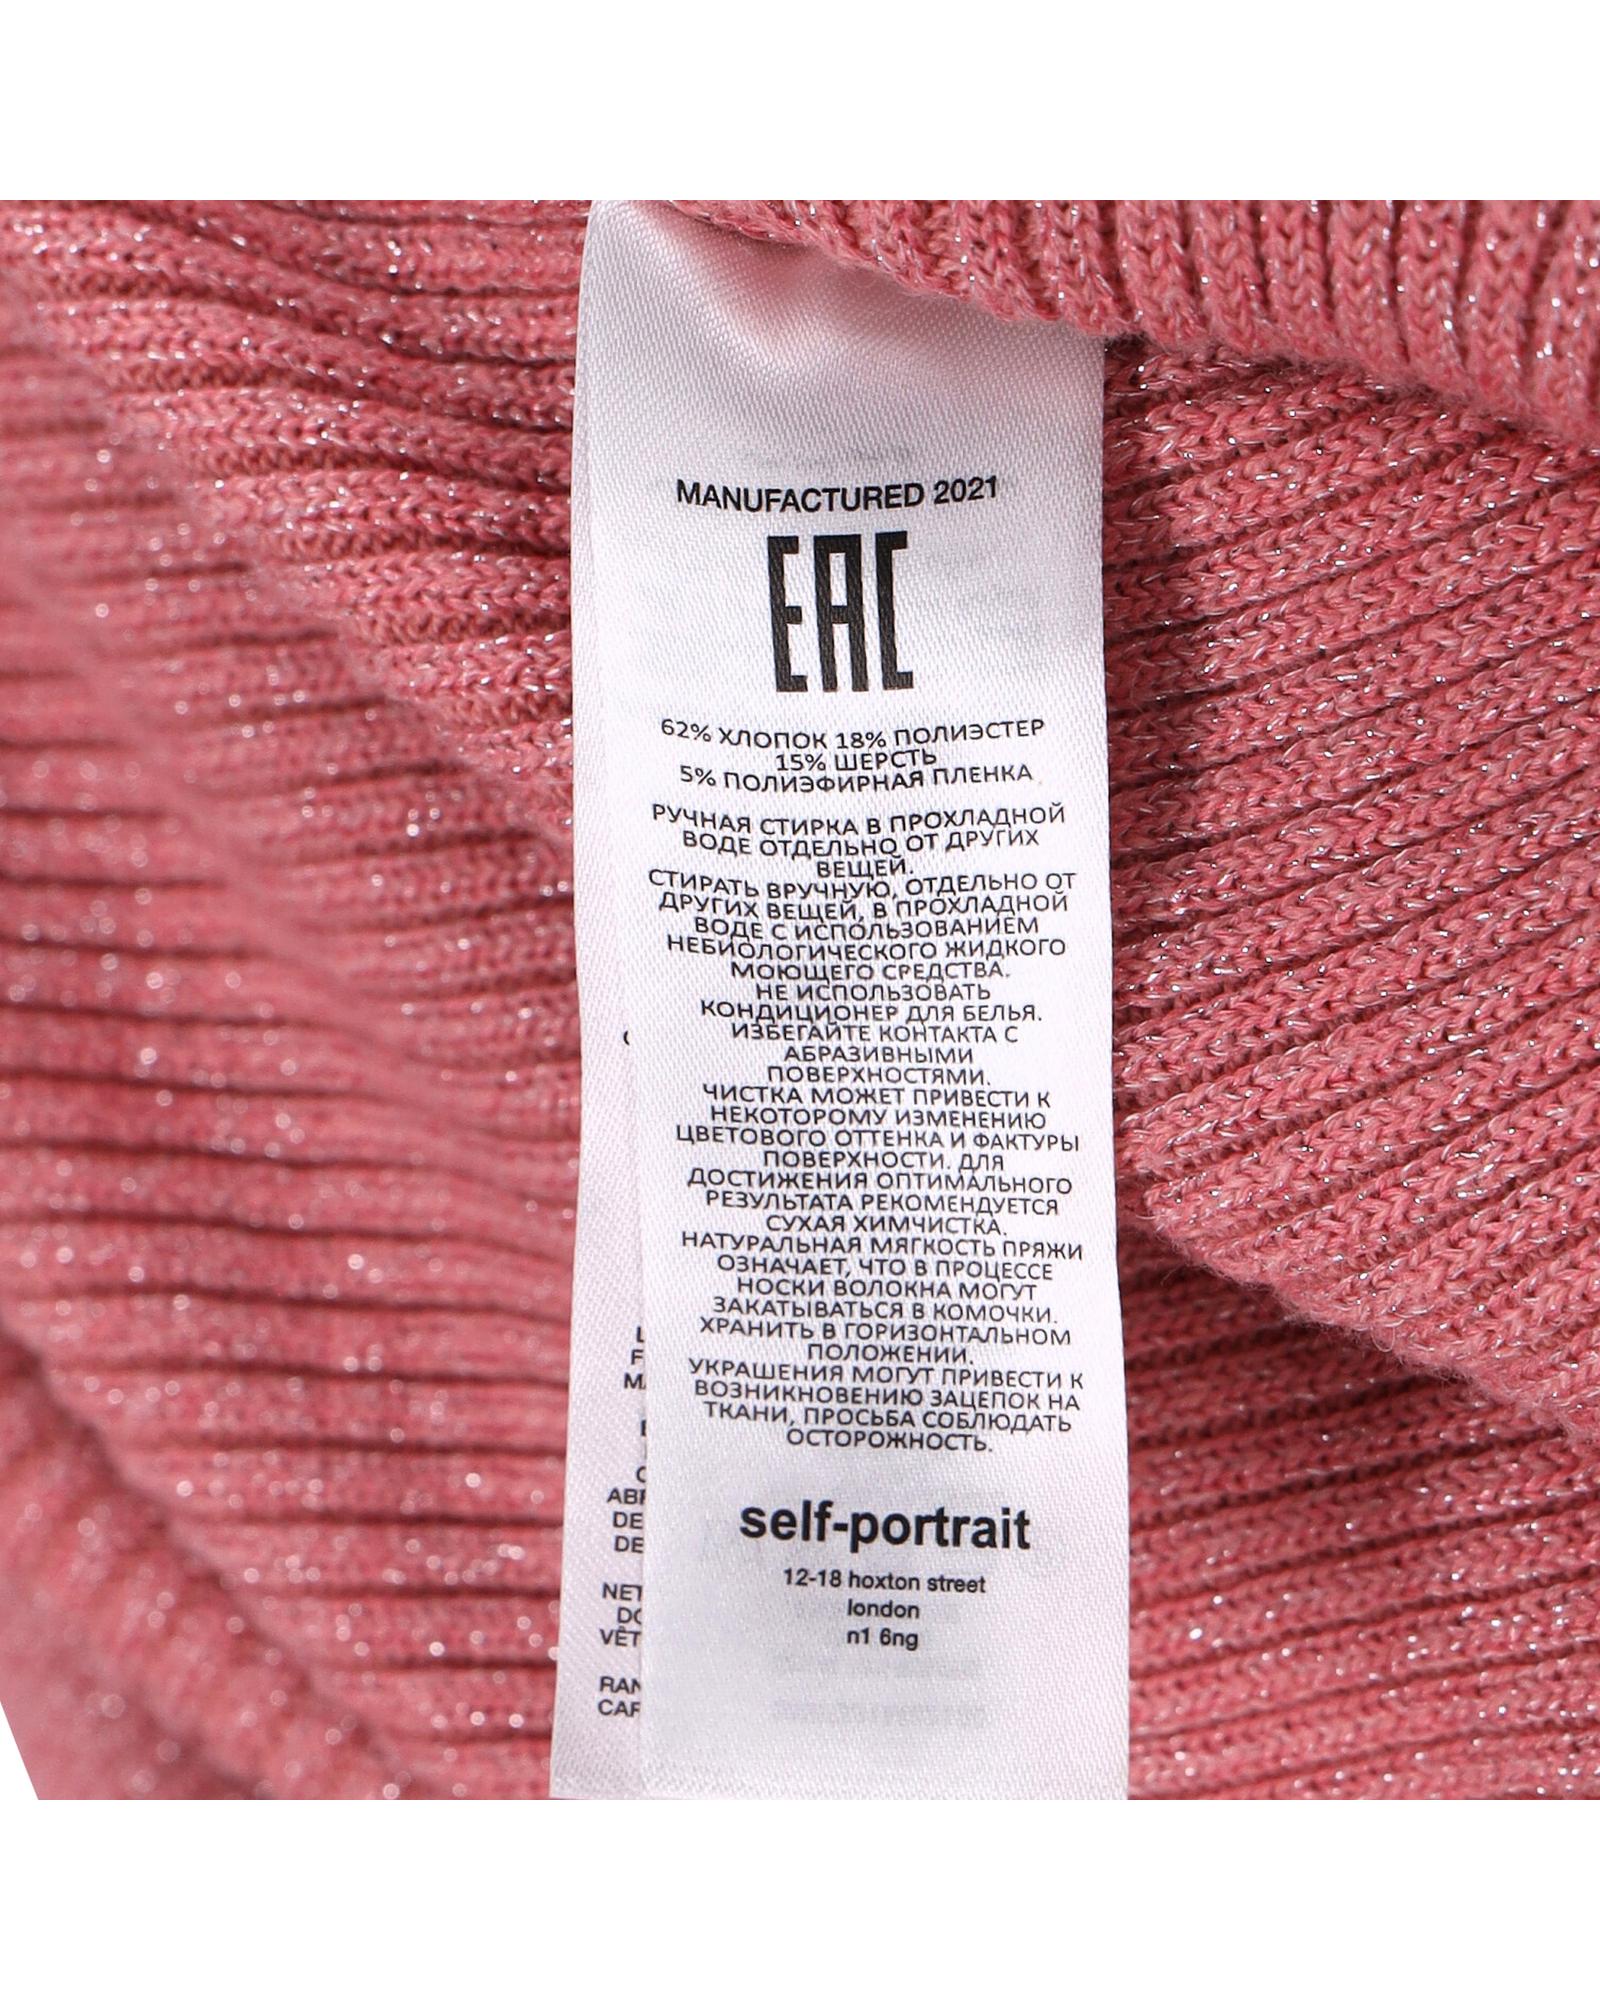 MANUFACTURED 2021
EAC
62% ХЛОПОК 18% ПОЛИЭСТЕР
15% ШЕРСТЬ
5% ПОЛИЭФИРНАЯ ПЛЕНКА
РУЧНАЯ СТИРКА В ПРОХЛАДНОЙ
ВОДЕ ОТДЕЛЬНО ОТ ДРУГИХ
ВЕЩЕЙ.
СТИРАТЬ ВРУЧНУЮ, ОТДЕЛЬНО ОТ
ДРУГИХ ВЕЩЕЙ, В ПРОХЛАДНОЙ
ВОДЕ С ИСПОЛЬЗОВАНИЕМ
НЕБИОЛОГИЧЕСКОГО ЖИДКОГО
МОЮЩЕГО СРЕДСТВА.
НЕ ИСПОЛЬЗОВАТЬ
КОНДИЦИОНЕР ДЛЯ БЕЛЬЯ.
ИЗБЕГАЙТЕ КОНТАКТА С
АБРАЗИВНЫМИ
ПОВЕРХНОСТЯМИ.
ЧИСТКА МОЖЕТ ПРИВЕСТИ К
НЕКОТОРОМУ ИЗМЕНЕНИЮ
ЦВЕТОВОГО ОТТЕНКА И ФАКТУРЫ
ПОВЕРХНОСТИ. ДЛЯ
ДОСТИЖЕНИЯ ОПТИМАЛЬНОГО
РЕЗУЛЬТАТА РЕКОМЕНДУЕТСЯ
СУХАЯ ХИМЧИСТКА.
НАТУРАЛЬНАЯ МЯГКОСТЬ ПРЯЖИ
ОЗНАЧАЕТ, ЧТО В ПРОЦЕССЕ
НОСКИ ВОЛОКНА МОГУТ
ЗАКАТЫВАТЬСЯ В КОМОЧКИ.
ХРАНИТЬ В ГОРИЗОНТАЛЬНОМ
ПОЛОЖЕНИИ.
УКРАШЕНИЯ МОГУТ ПРИВЕСТИ К
ВОЗНИКНОВЕНИЮ ЗАЦЕПОК НА
ТКАНИ, ПРОСЬБА СОБЛЮДАТЬ
ОСТОРОЖНОСТЬ.
self-portrait
12-18 hoxton street
london
n1 6ng